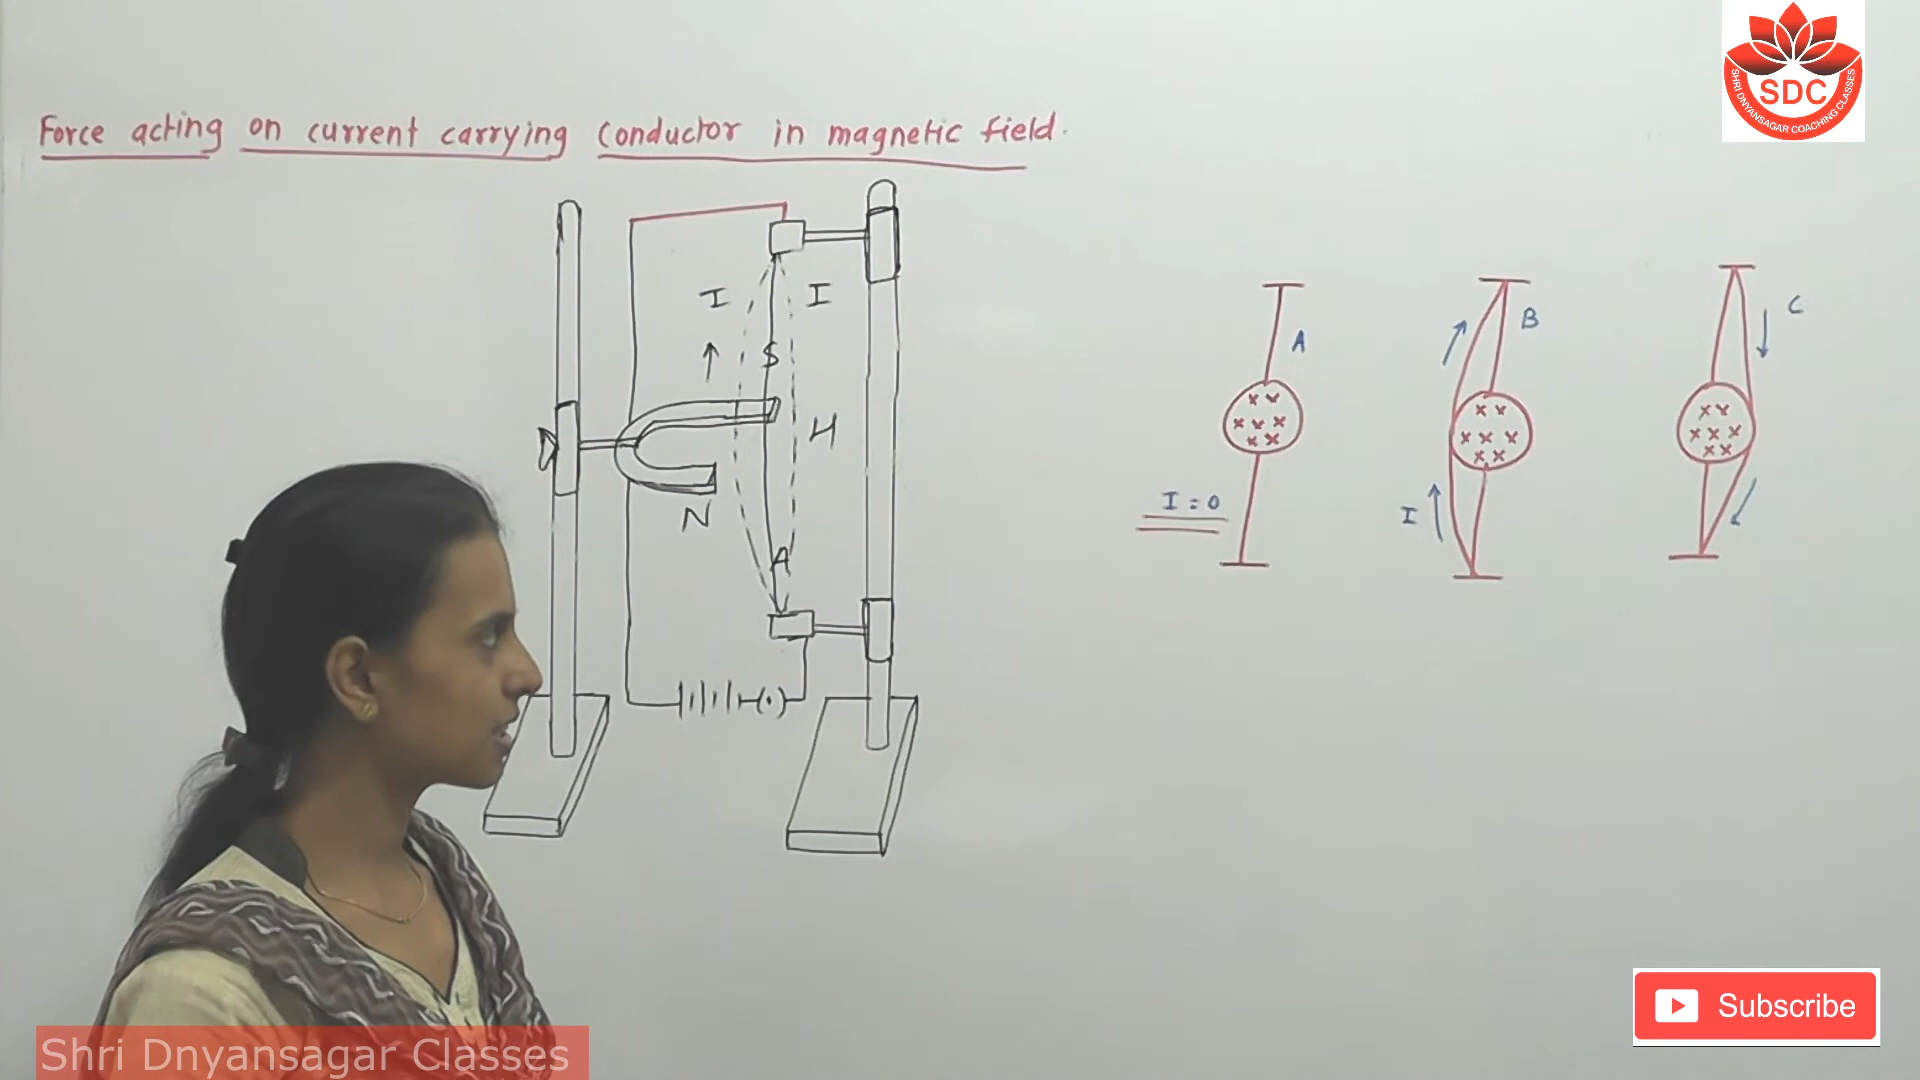 SDC
SHRI DNYANSAGAR COACHING CLASSES
Force acting on current carrying conductor in magnetic field.
I I
S
H
N
A
A
I = 0
B
I
C
Subscribe
Shri Dnyansagar Classes